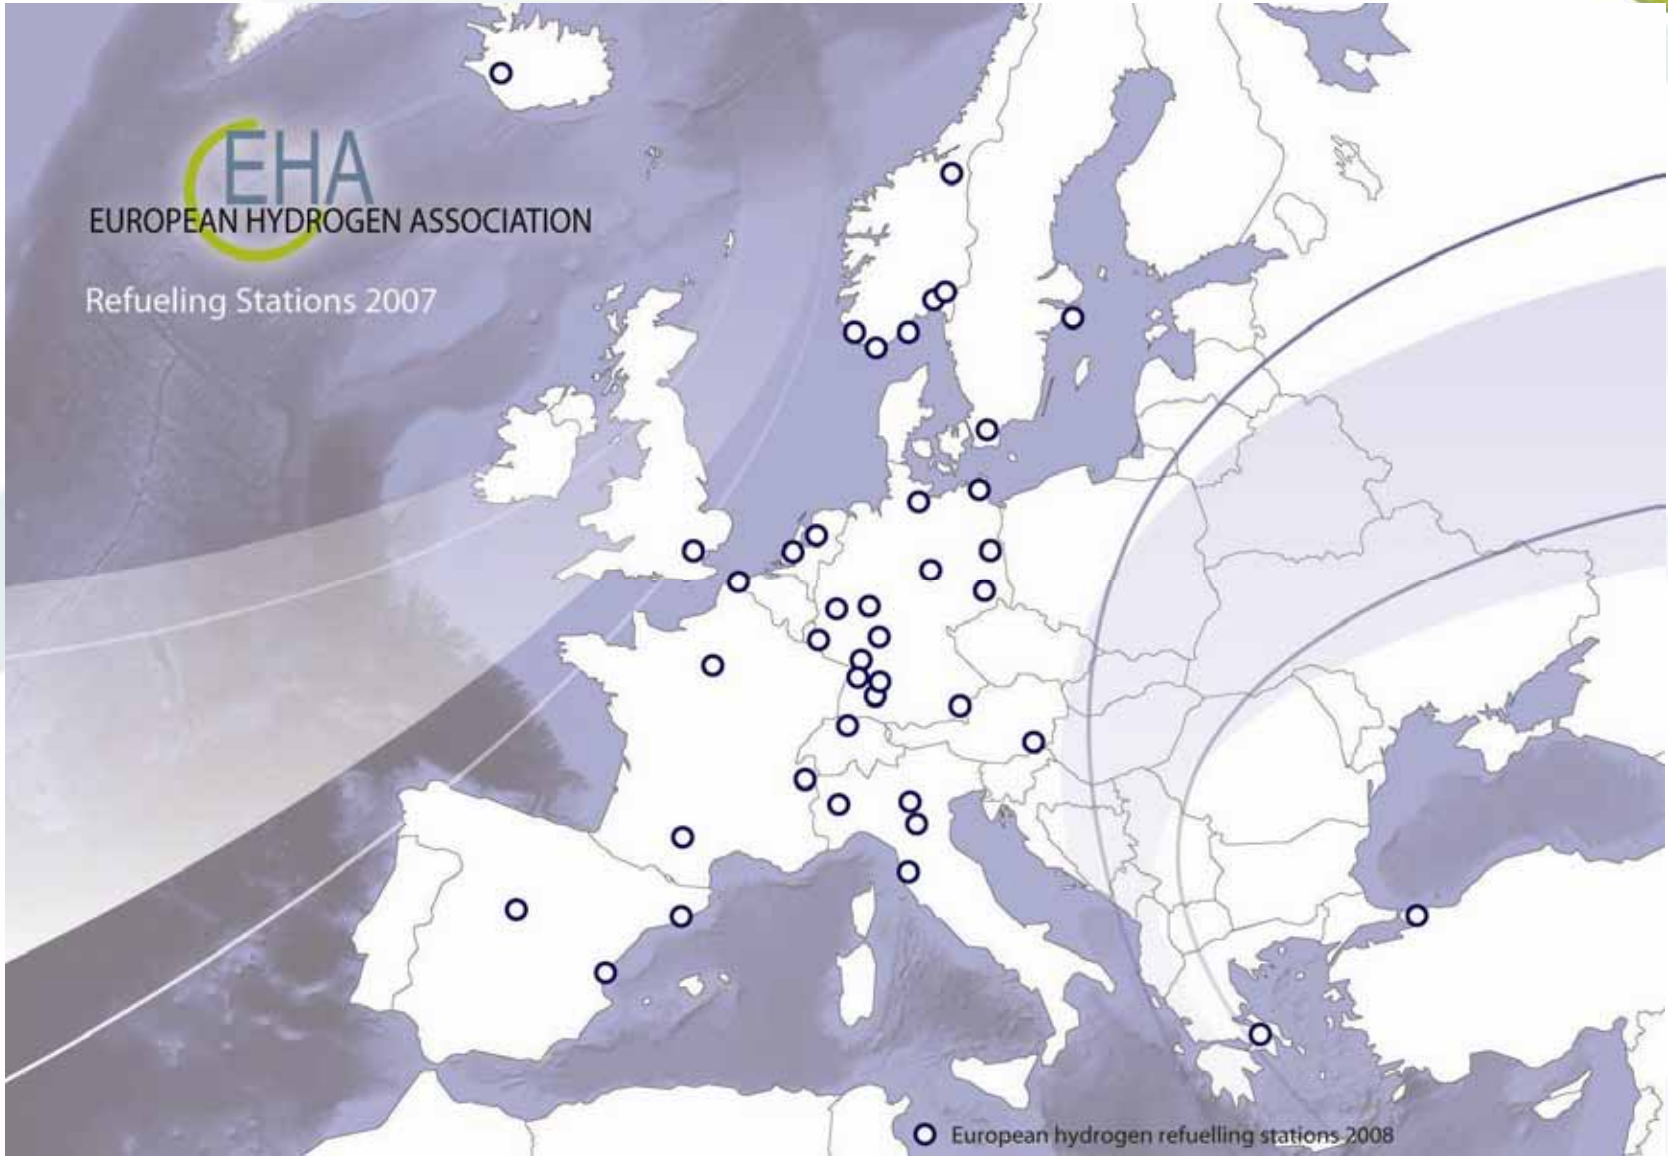 EHA
EUROPEAN HYDROGEN ASSOCIATION
Refueling Stations 2007
European hydrogen refuelling stations 2008